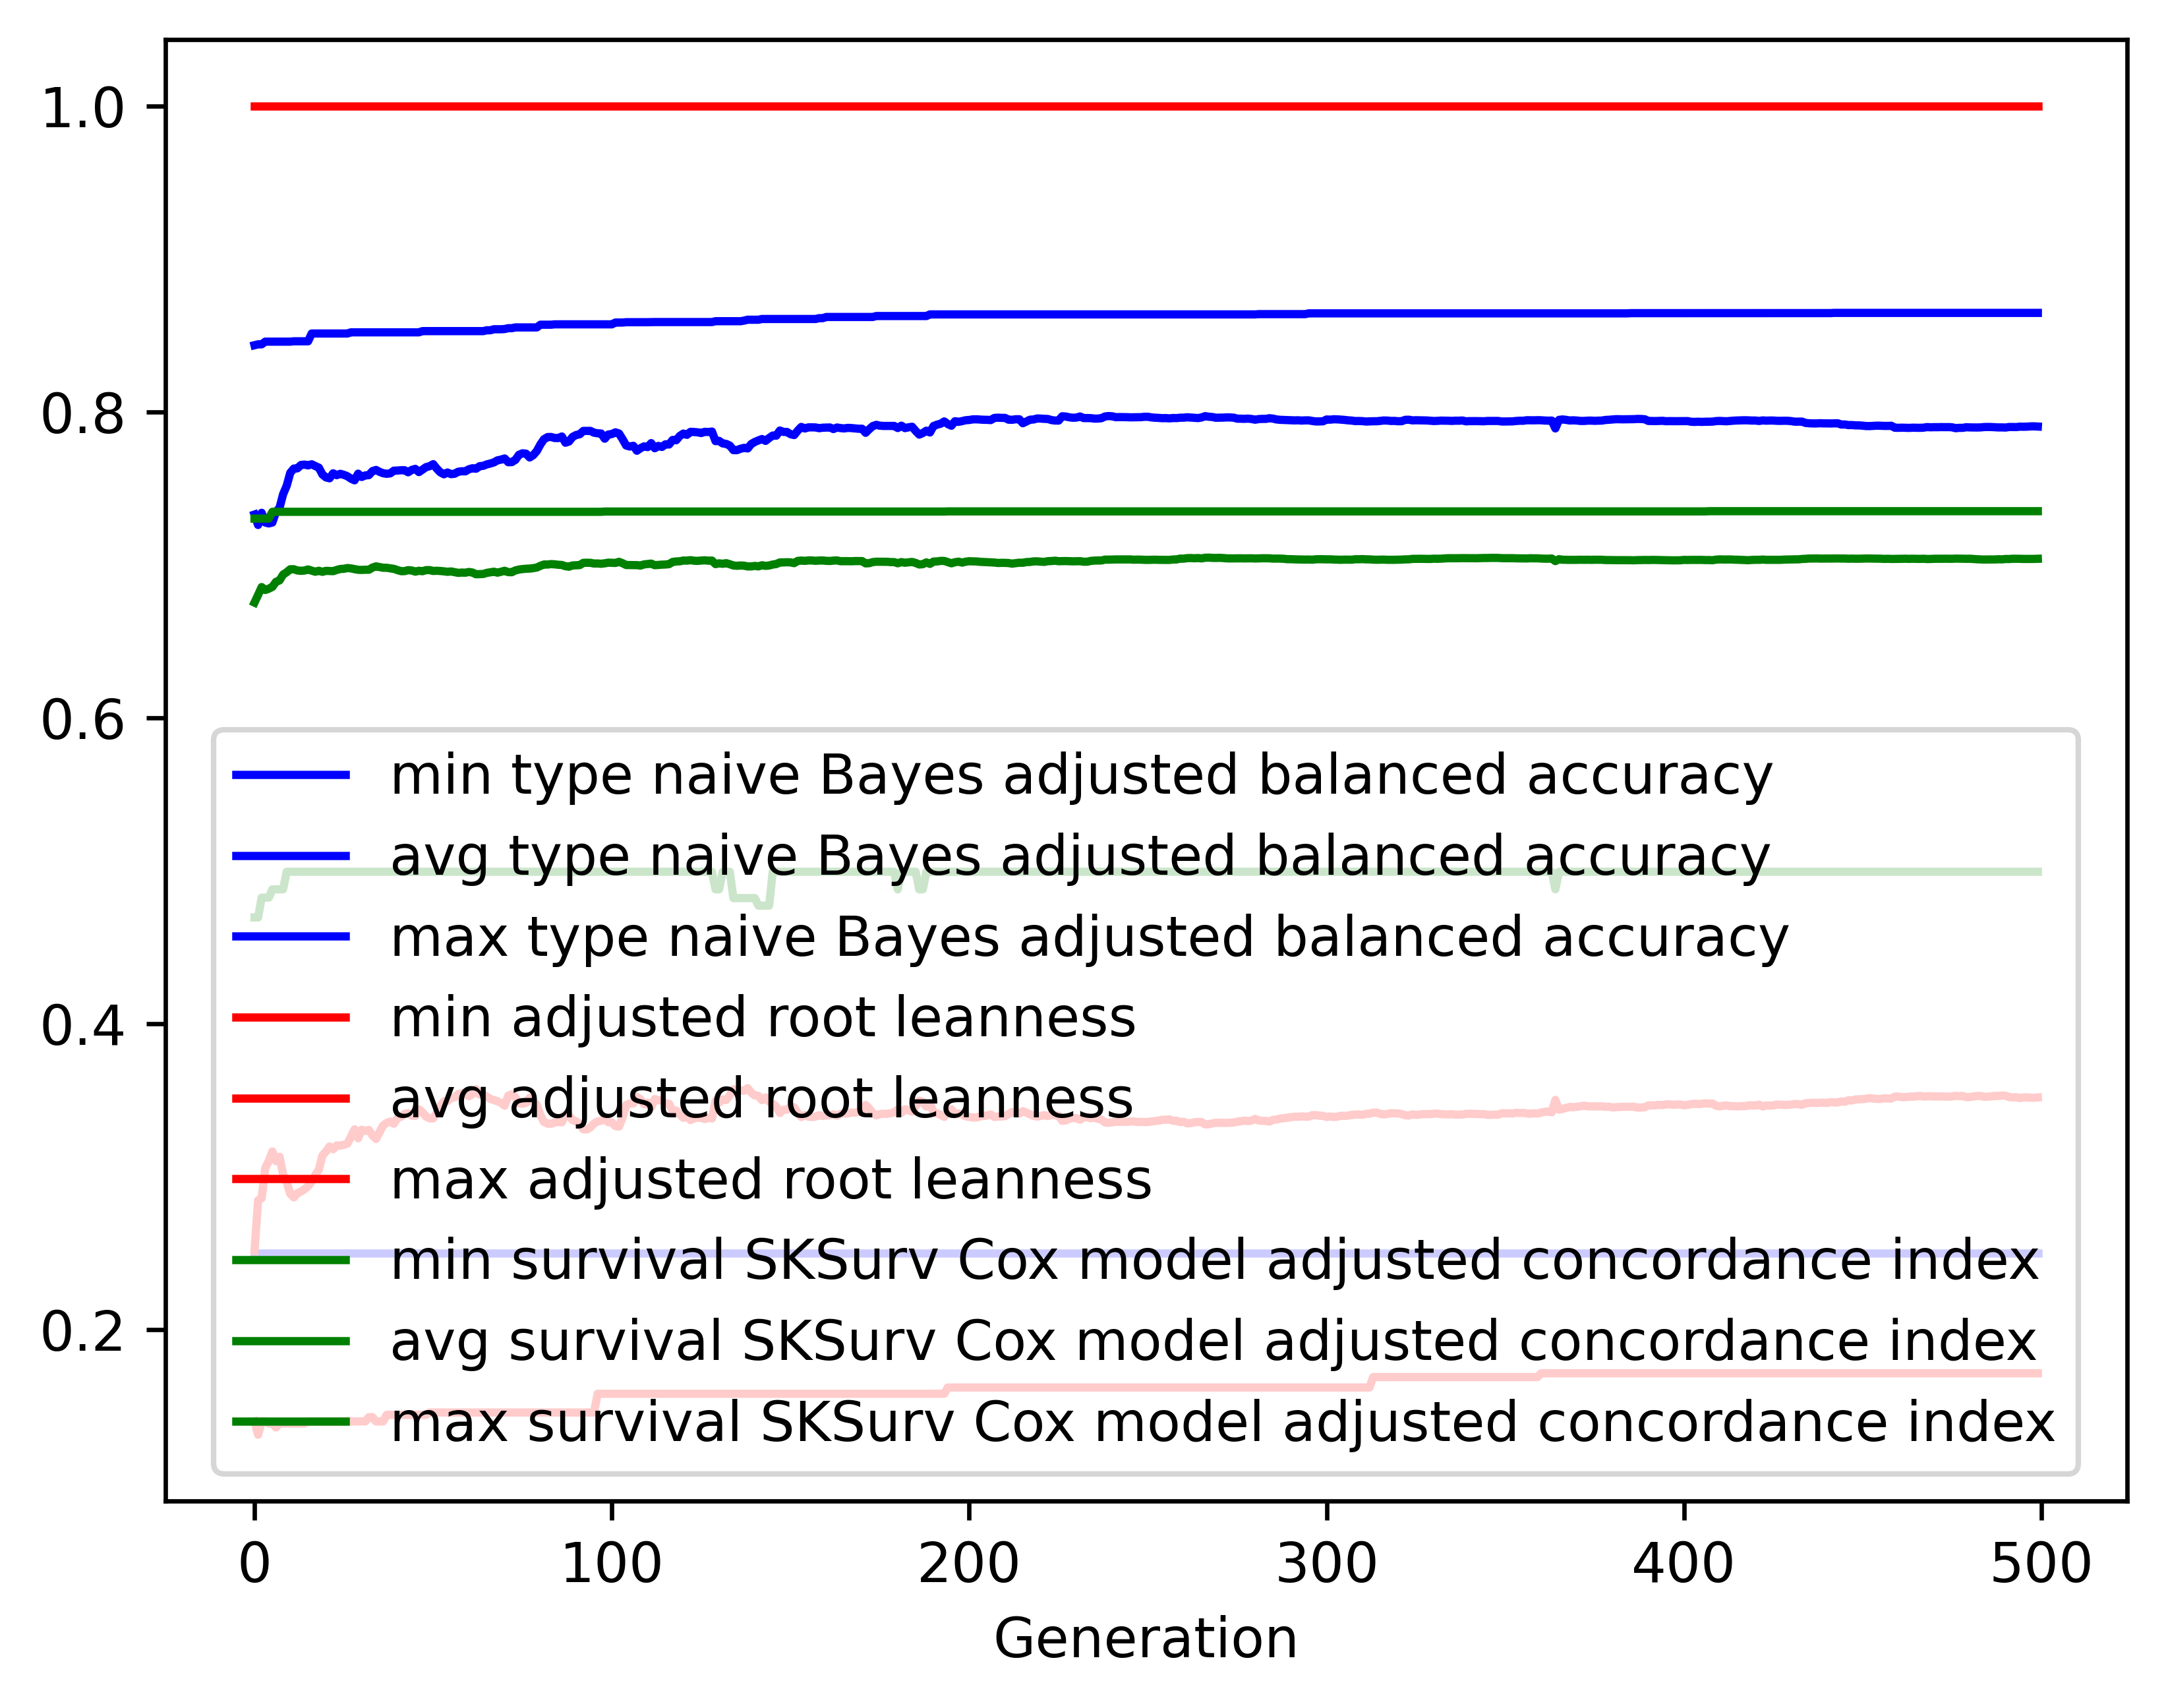 1.0
0.8
0.6
0.4
0.2
min type naive Bayes adjusted balanced accuracy
avg type naive Bayes adjusted balanced accuracy
max type naive Bayes adjusted balanced accuracy
min adjusted root leanness
avg adjusted root leanness
max adjusted root leanness
min survival SKSurv Cox model adjusted concordance index
avg survival SKSurv Cox model adjusted concordance index
max survival SKSurv Cox model adjusted concordance index
0 100 200 300 400 500
Generation